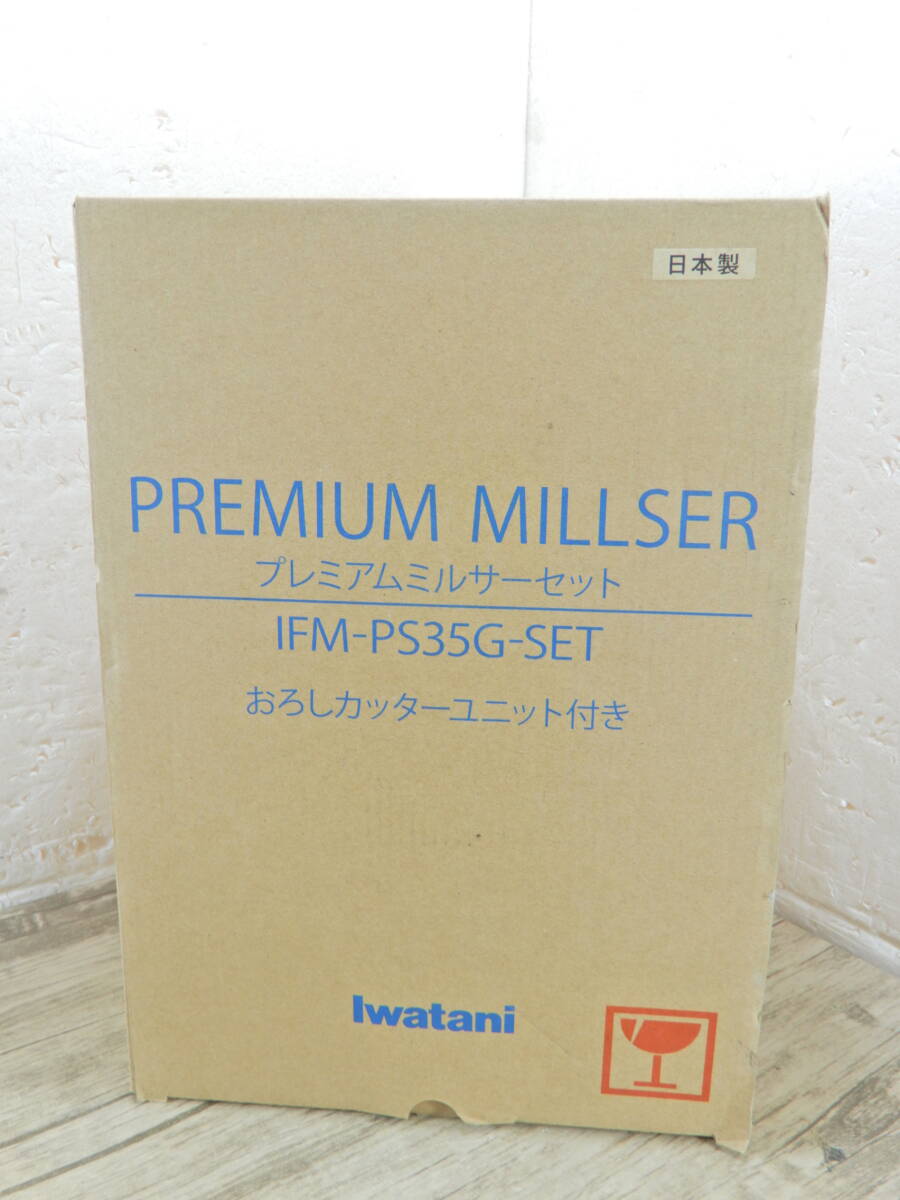 日本製
PREMIUM MILLSER
プレミアムミルサーセット
IFM-PS35G-SET
おろしカッターユニット付き
Iwatani